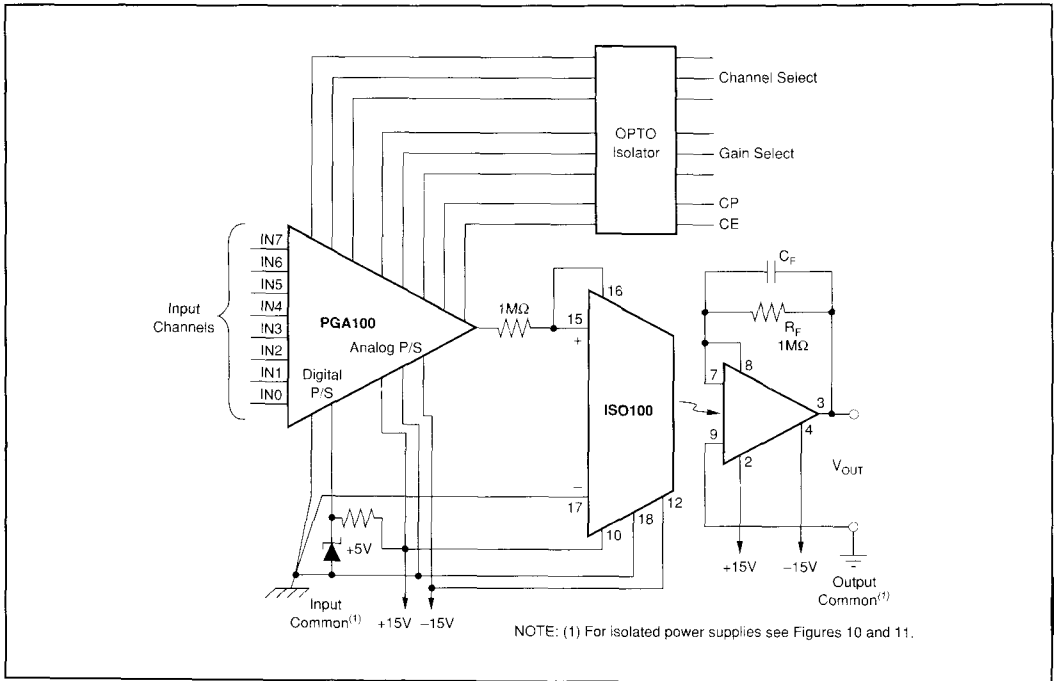 Channel Select
OPTO
Isolator
Gain Select
CP
CE
IN7
IN6
IN5
IN4
IN3
IN2
IN1
IN0
Input
Channels
PGA100
Analog P/S
Digital
P/S
1MΩ
15
+
16
ISO100
–
17
12
18
10
+5V
Input
Common(1)
+15V
–15V
CF
RF
1MΩ
8
7
3
9
4
2
VOUT
+15V
–15V
Output
Common(1)
NOTE: (1) For isolated power supplies see Figures 10 and 11.